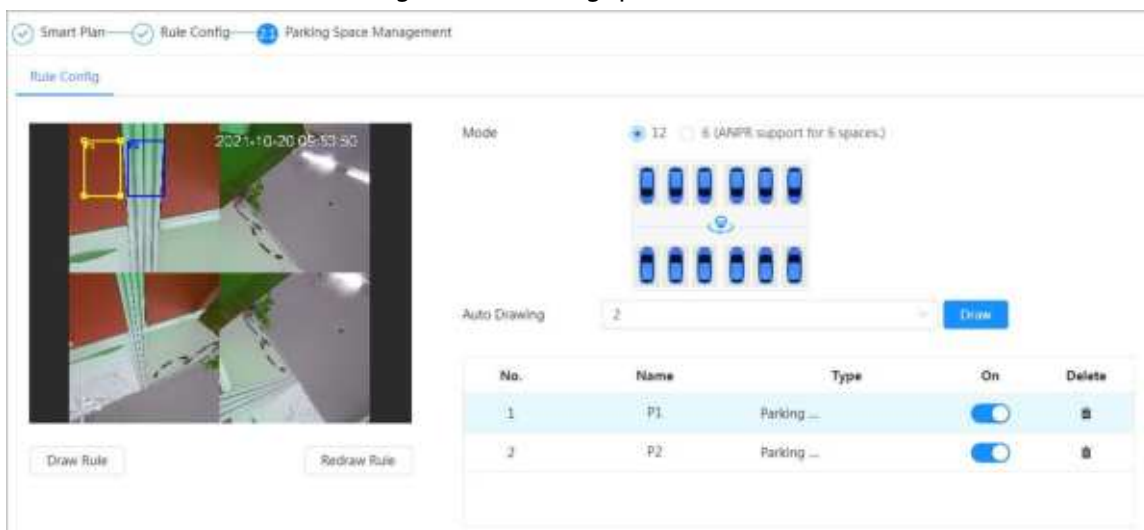 Smart Plan Rule Config Parking Space Management
Rule Config
2021-10-20 09:53:50
Mode 12 6 (ANPR support for 6 spaces.)
Auto Drawing 2 Draw
No. Name Type On Delete
1 P1 Parking ...
2 P2 Parking ...
Draw Rule Redraw Rule